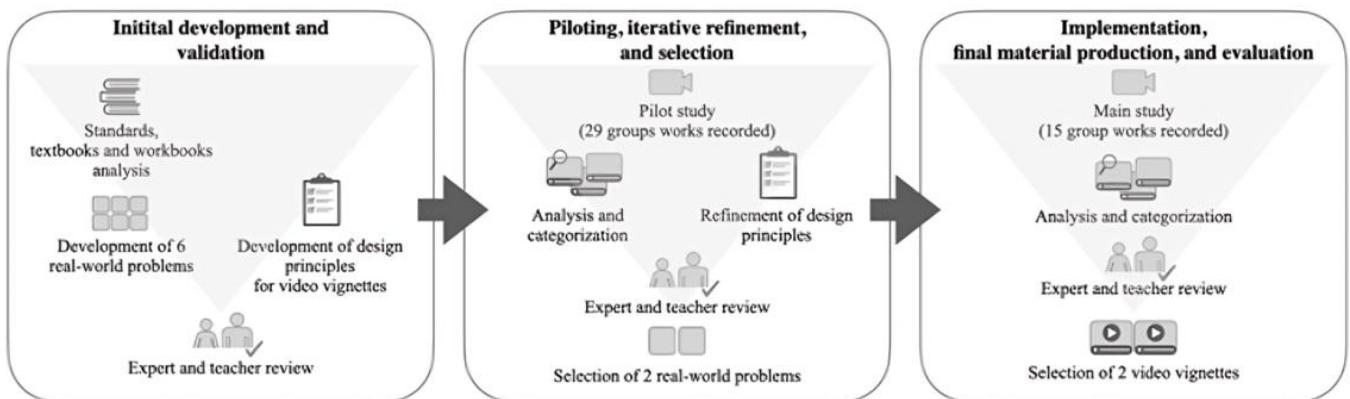 Initital development and
validation
Standards,
textbooks and workbooks
analysis
Development of 6
real-world problems
Development of design
principles
for video vignettes
Expert and teacher review
Piloting, iterative refinement,
and selection
Pilot study
(29 groups works recorded)
Analysis and
categorization
Refinement of design
principles
Expert and teacher review
Selection of 2 real-world problems
Implementation,
final material production, and evaluation
Main study
(15 group works recorded)
Analysis and categorization
Expert and teacher review
Selection of 2 video vignettes